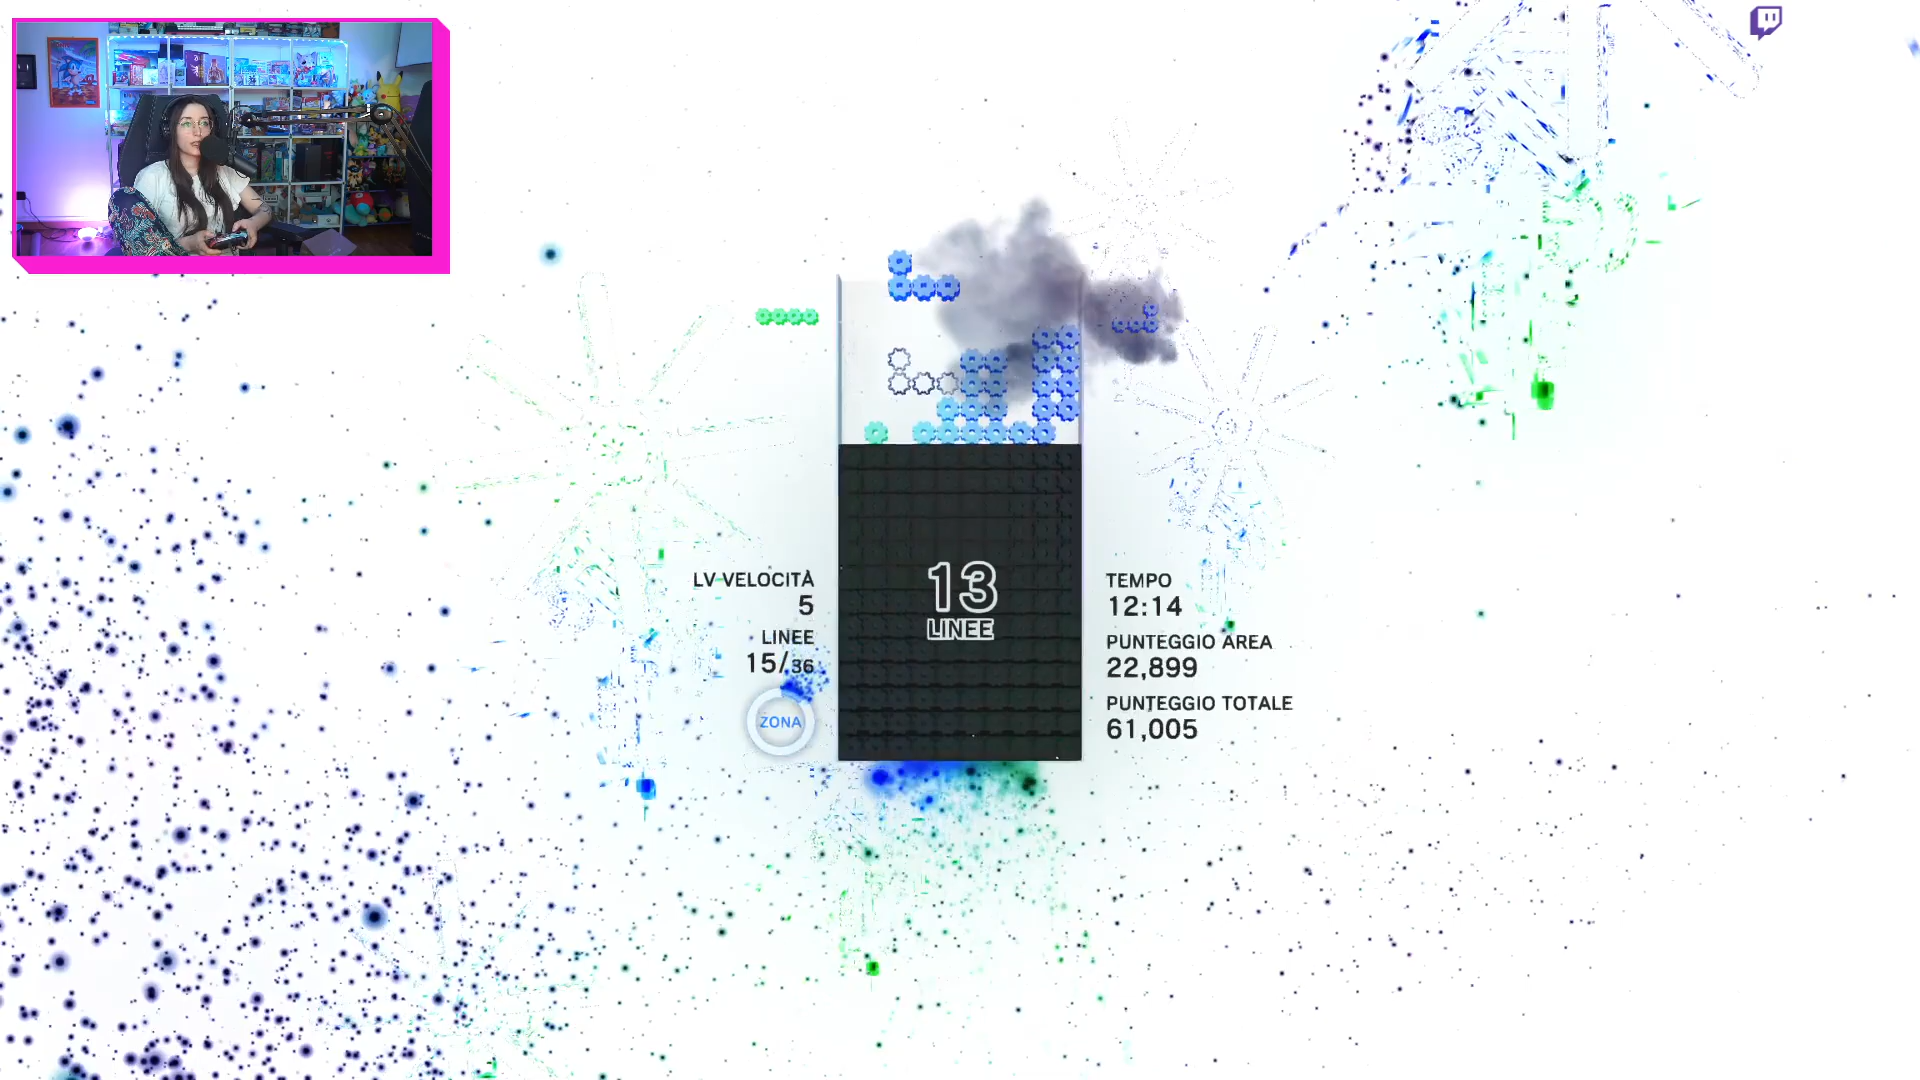 LV VELOCITÀ
5
LINEE
15/36
ZONA
13
LINEE
TEMPO
12:14
PUNTEGGIO AREA
22,899
PUNTEGGIO TOTALE
61,005